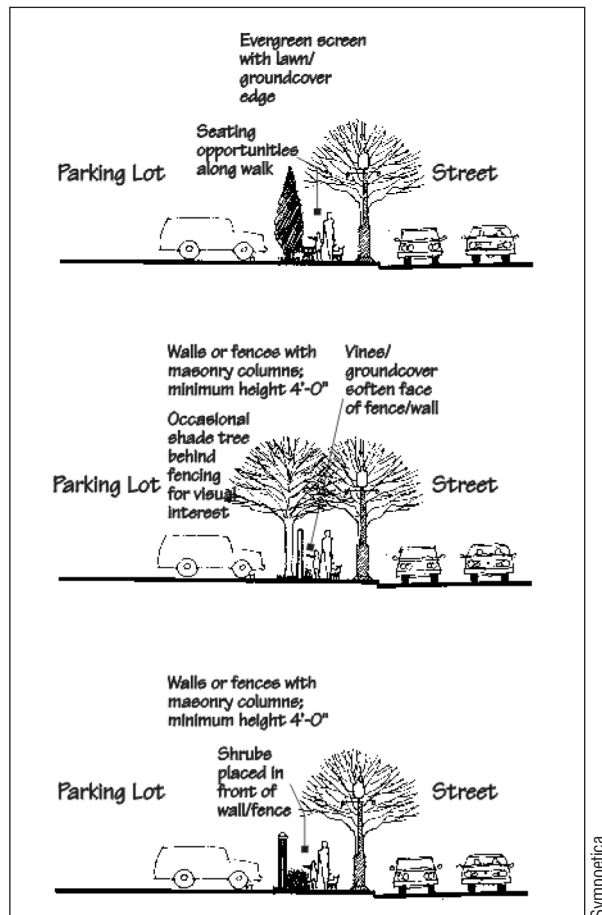 Evergreen screen
with lawn/
groundcover
edge
Seating
opportunities
along walk
Parking Lot
Street
Walls or fences with
masonry columns;
minimum height 4'-0"
Vines/
groundcover
soften face
of fence/wall
Occasional
shade tree
behind
fencing
for visual
interest
Parking Lot
Street
Walls or fences with
masonry columns;
minimum height 4'-0"
Shrubs
placed in
front of
wall/fence
Parking Lot
Street
Sympoetica